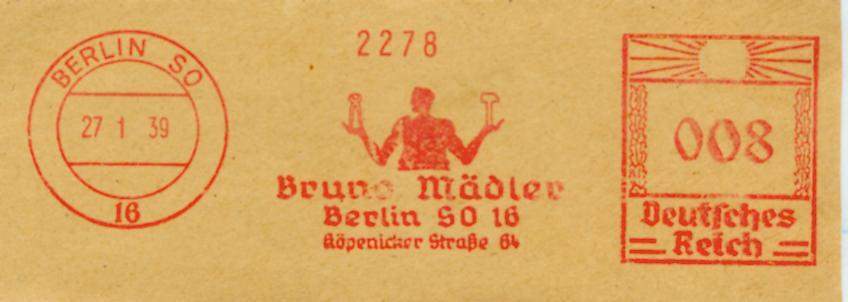 BERLIN SO
27 1 39
16
2278
Bruno Mädler
Berlin SO 16
Köpenicker Straße 64
008
Deutsches
Reich